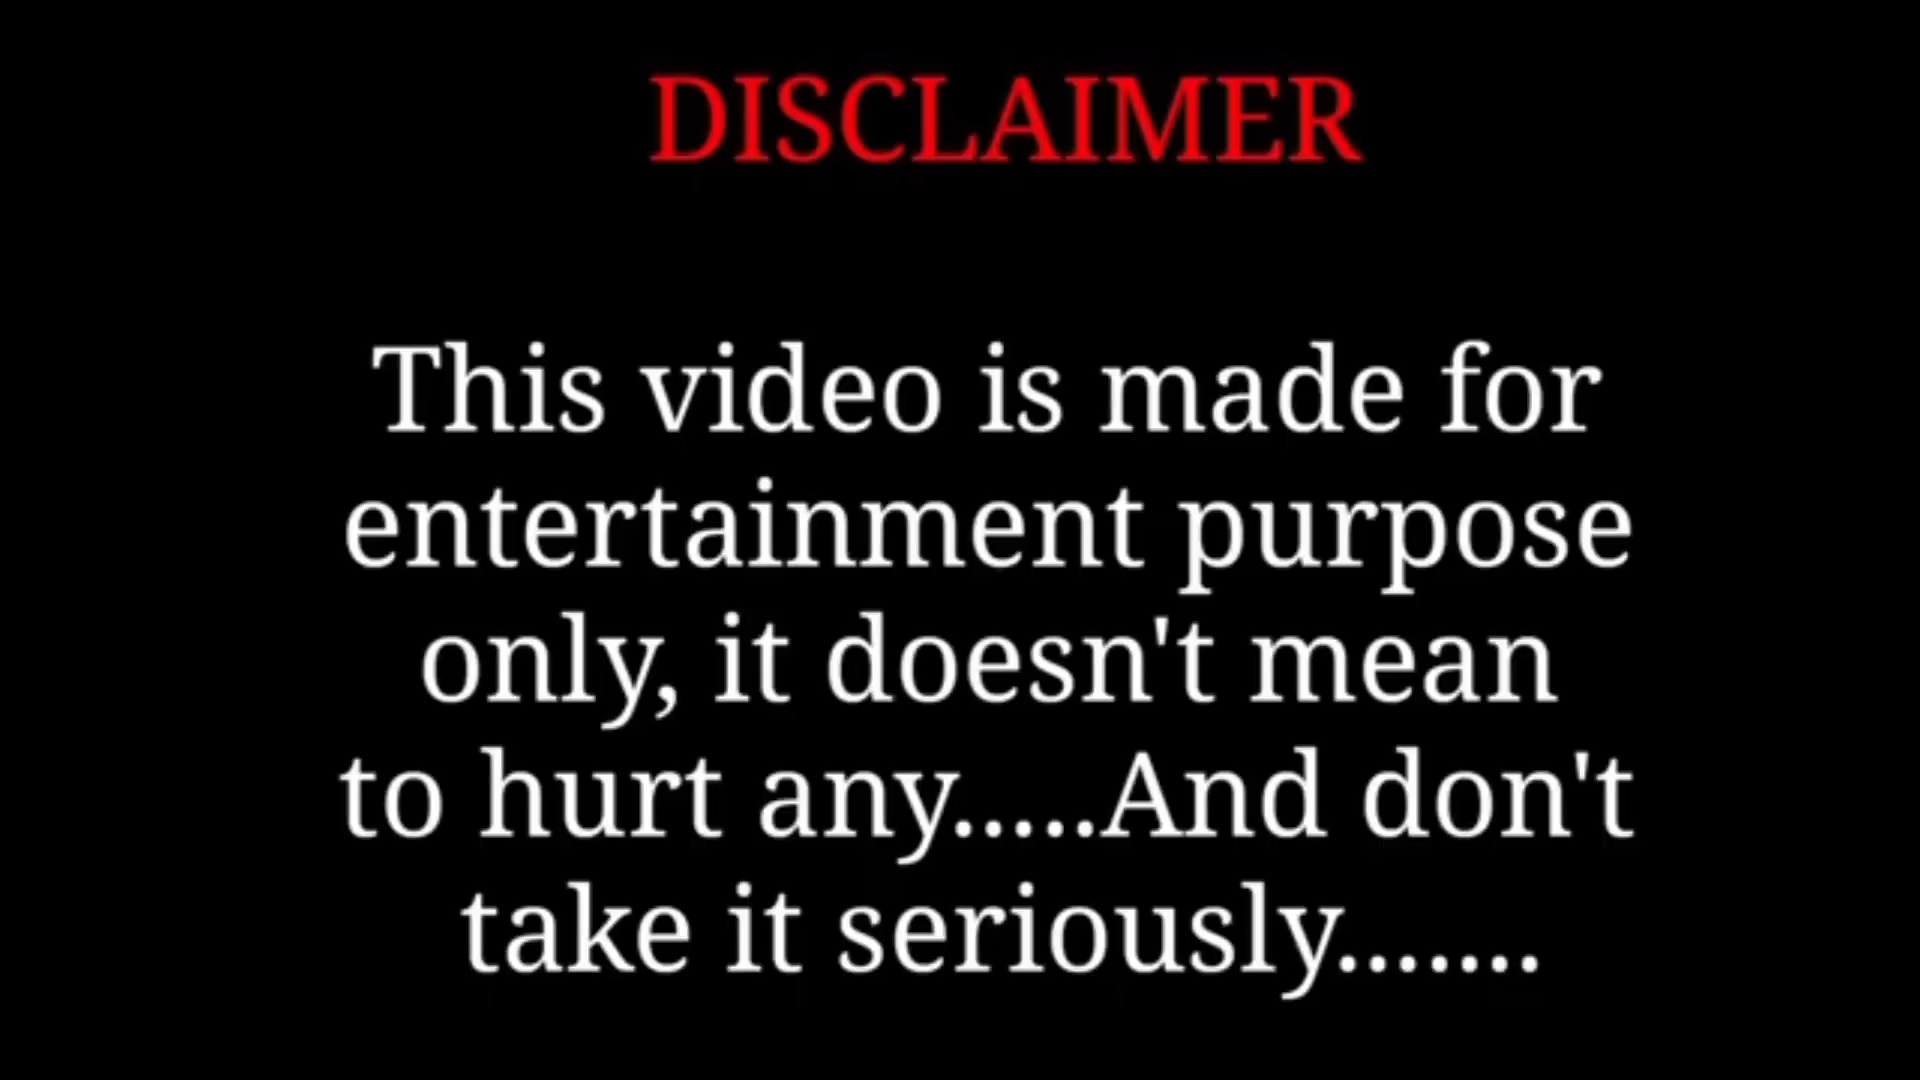 DISCLAIMER
This video is made for
entertainment purpose
only, it doesn't mean
to hurt any.....And don't
take it seriously.......